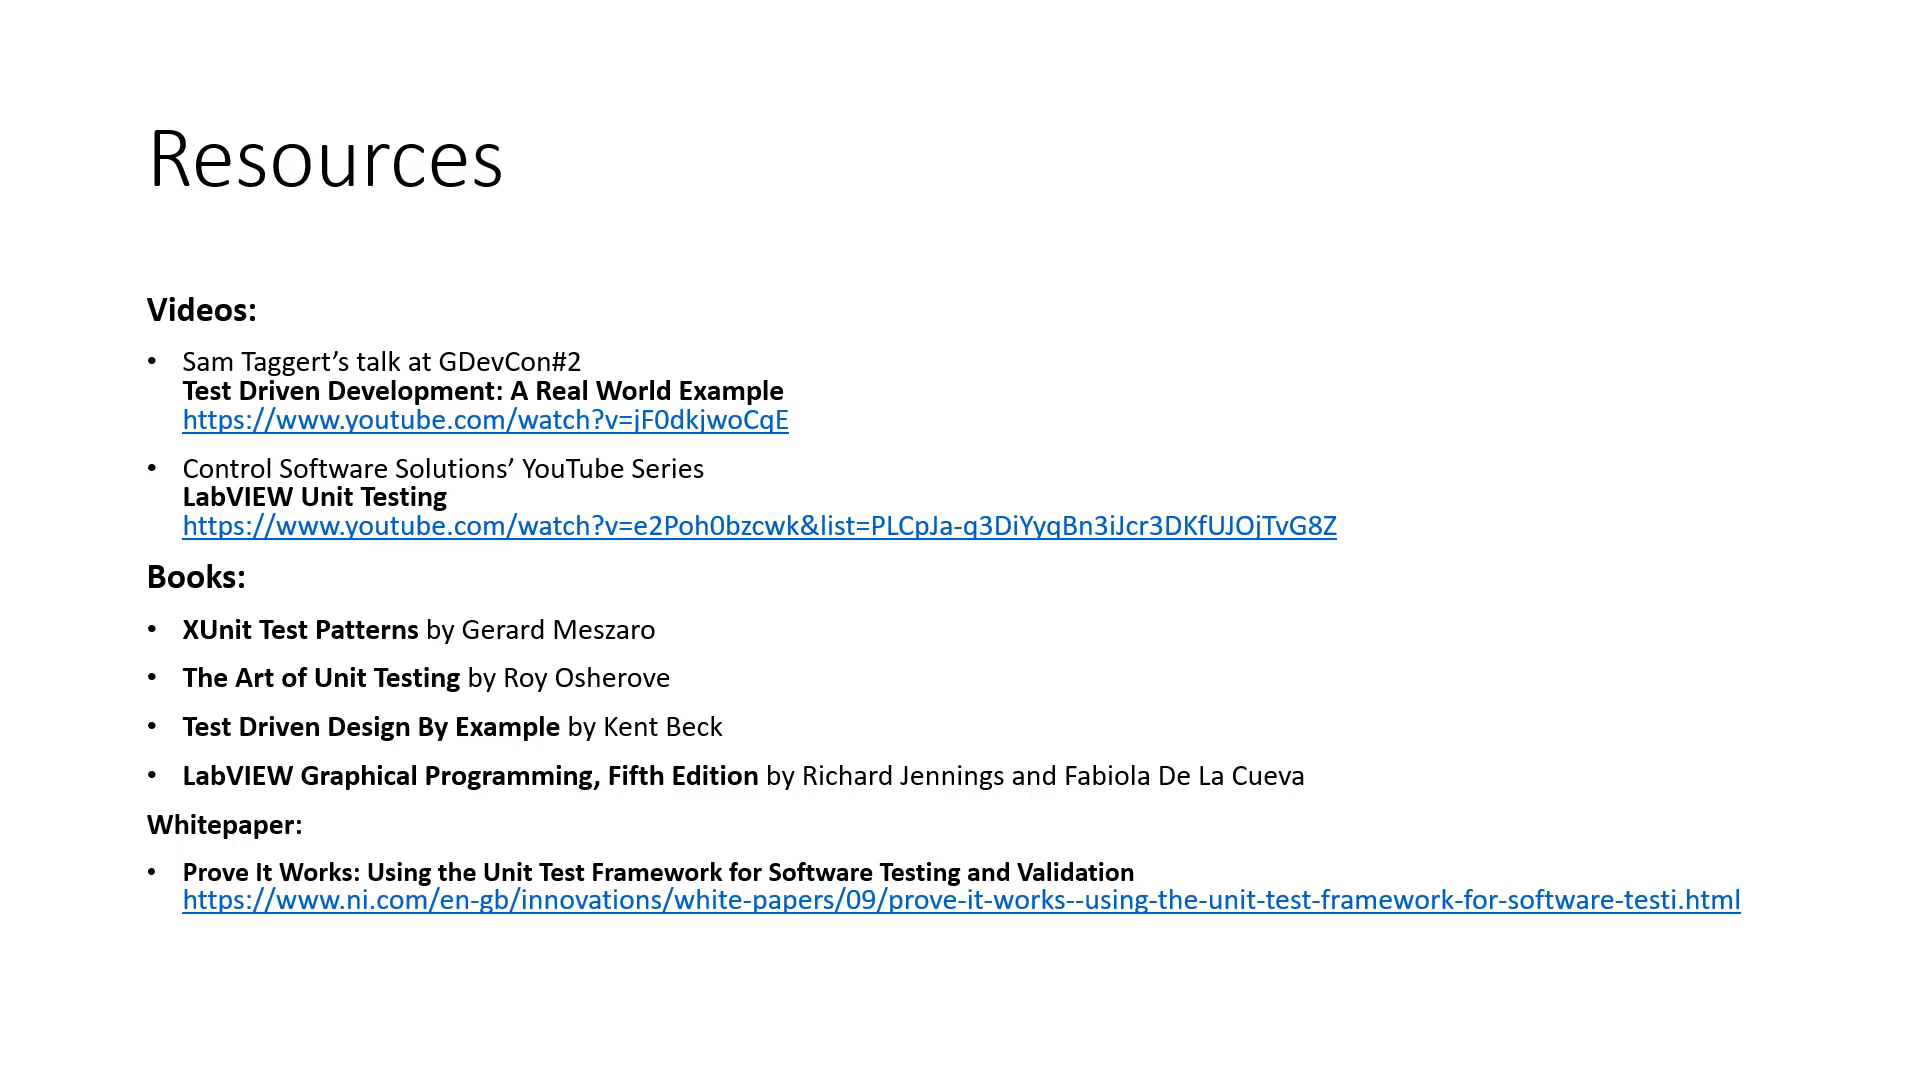 Resources
Videos:
• Sam Taggert’s talk at GDevCon#2
Test Driven Development: A Real World Example
https://www.youtube.com/watch?v=jF0dkjwoCqE
• Control Software Solutions’ YouTube Series
LabVIEW Unit Testing
https://www.youtube.com/watch?v=e2Poh0bzcwk&list=PLCpJa-q3DiYyqBn3iJcr3DKfUJOjTvG8Z
Books:
• XUnit Test Patterns by Gerard Meszaro
• The Art of Unit Testing by Roy Osherove
• Test Driven Design By Example by Kent Beck
• LabVIEW Graphical Programming, Fifth Edition by Richard Jennings and Fabiola De La Cueva
Whitepaper:
• Prove It Works: Using the Unit Test Framework for Software Testing and Validation
https://www.ni.com/en-gb/innovations/white-papers/09/prove-it-works--using-the-unit-test-framework-for-software-testi.html